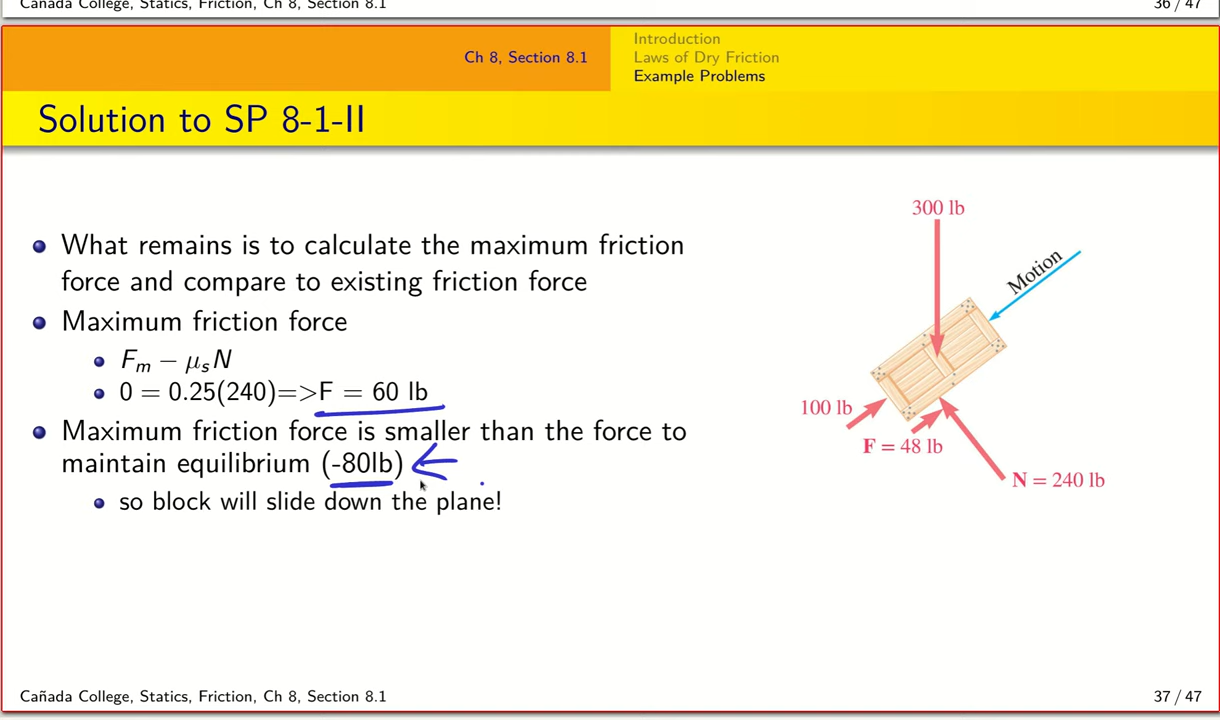 Cañada College, Statics, Friction, Ch 8, Section 8.1
36 / 47
Ch 8, Section 8.1
Introduction
Laws of Dry Friction
Example Problems
Solution to SP 8-1-II
What remains is to calculate the maximum friction
force and compare to existing friction force
Maximum friction force
Fm − μsN
0 = 0.25(240)=>F = 60 lb
Maximum friction force is smaller than the force to
maintain equilibrium (-80lb)
so block will slide down the plane!
300 lb
Motion
100 lb
F = 48 lb
N = 240 lb
Cañada College, Statics, Friction, Ch 8, Section 8.1
37 / 47